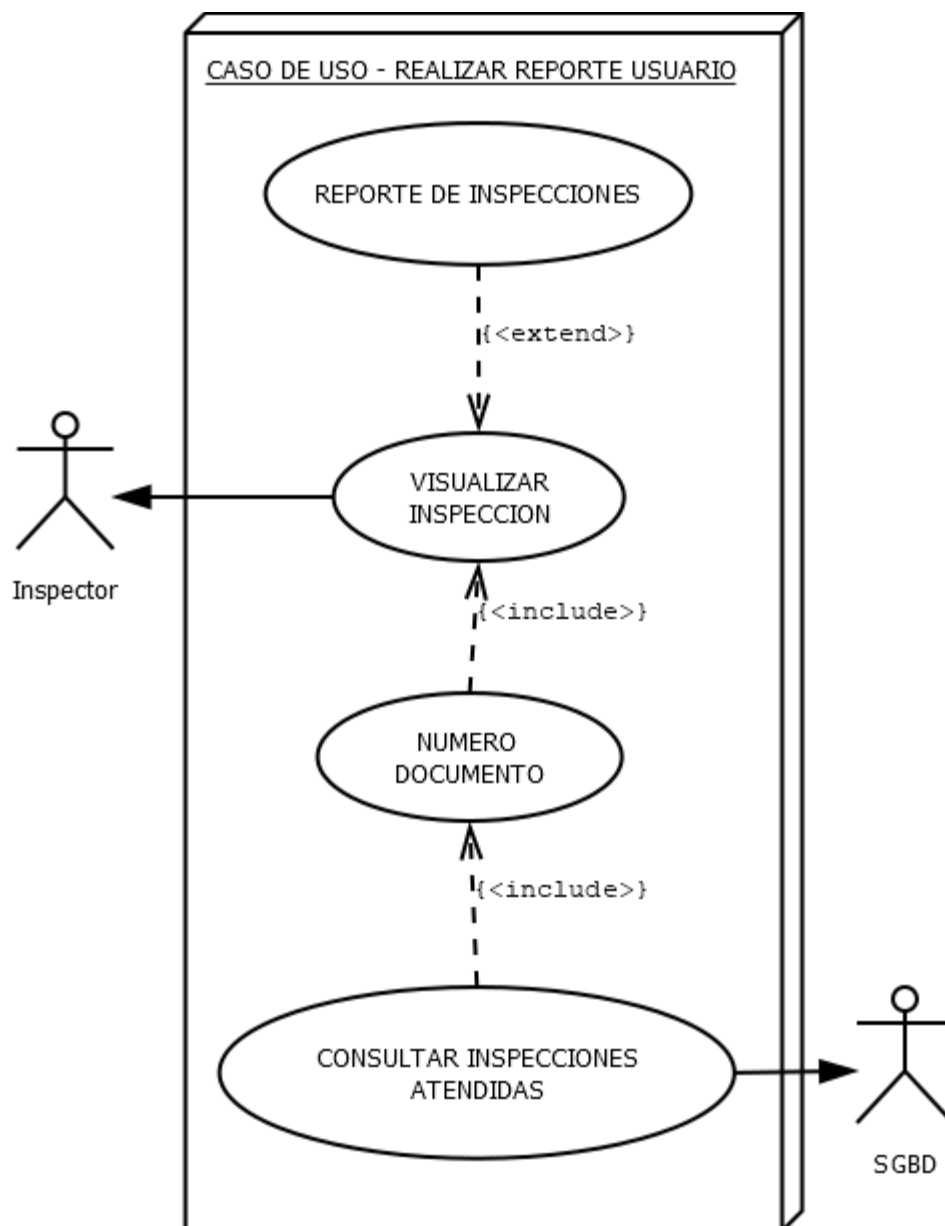 CASO DE USO - REALIZAR REPORTE USUARIO
REPORTE DE INSPECCIONES
{<extend>}
VISUALIZAR
INSPECCION
Inspector
{<include>}
NUMERO
DOCUMENTO
{<include>}
CONSULTAR INSPECCIONES
ATENDIDAS
SGBD